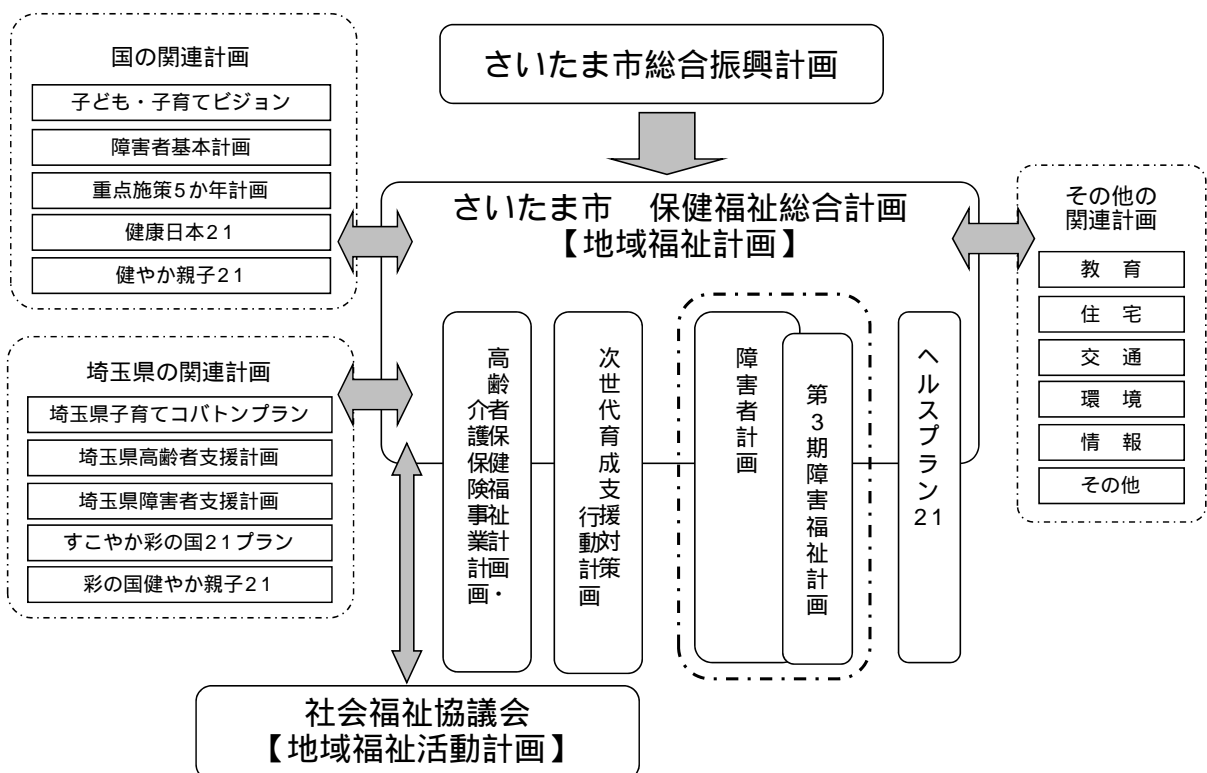 国の関連計画
子ども・子育てビジョン
障害者基本計画
重点施策5か年計画
健康日本21
健やか親子21
埼玉県の関連計画
埼玉県子育てコバトンプラン
埼玉県高齢者支援計画
埼玉県障害者支援計画
すこやか彩の国21プラン
彩の国健やか親子21
さいたま市総合振興計画
さいたま市　保健福祉総合計画
【地域福祉計画】
高齢者保健福祉計画・
介護保険事業計画
次世代育成支援対策
行動計画
障害者計画
第3期障害福祉計画
ヘルスプラン21
社会福祉協議会
【地域福祉活動計画】
その他の
関連計画
教　育
住　宅
交　通
環　境
情　報
その他